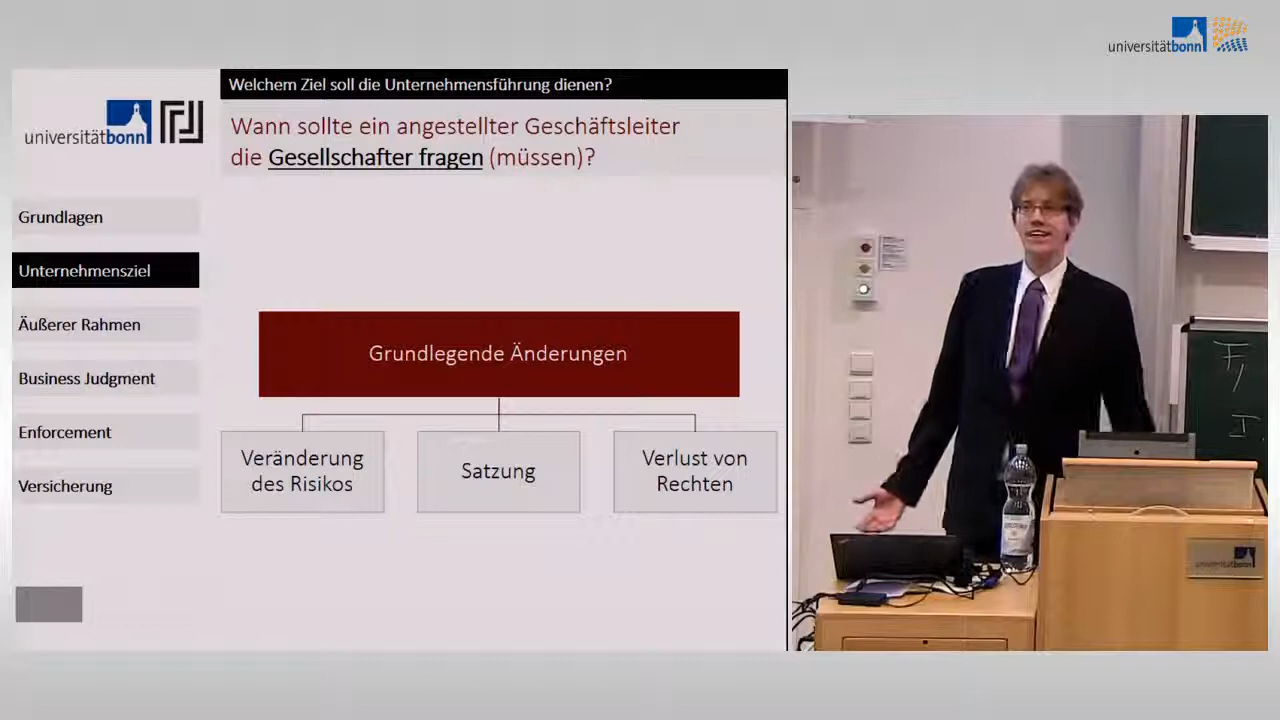 universitätbonn
Welchem Ziel soll die Unternehmensführung dienen?
universitätbonn
Wann sollte ein angestellter Geschäftsleiter
die Gesellschafter fragen (müssen)?
Grundlagen
Unternehmensziel
Äußerer Rahmen
Business Judgment
Enforcement
Versicherung
Grundlegende Änderungen
Veränderung
des Risikos
Satzung
Verlust von
Rechten
universitätbonn